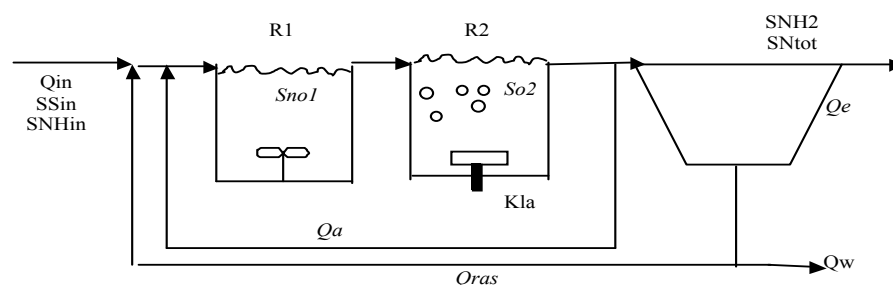 R1
R2
SNH2
SNtot
Qin
SSin
SNHin
Sno1
So2
Qe
Kla
Qa
Qw
Oras